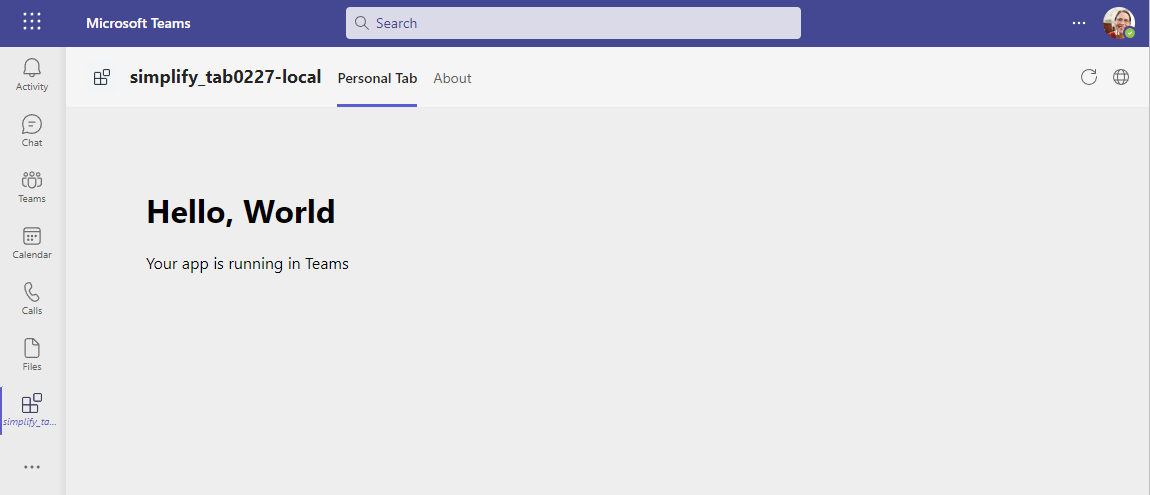 Microsoft Teams
Search
Activity
Chat
Teams
Calendar
Calls
Files
simplify_ta...
simplify_tab0227-local
Personal Tab
About
Hello, World
Your app is running in Teams